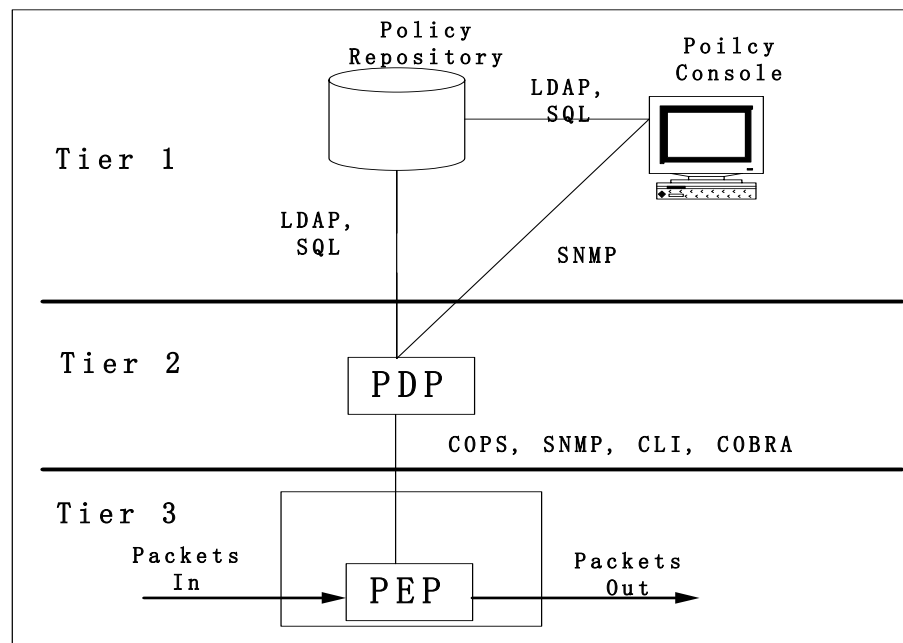 Policy
Repository
Poilcy
Console
LDAP,
SQL
Tier 1
LDAP,
SQL
SNMP
Tier 2
PDP
COPS, SNMP, CLI, COBRA
Tier 3
Packets
In
PEP
Packets
Out